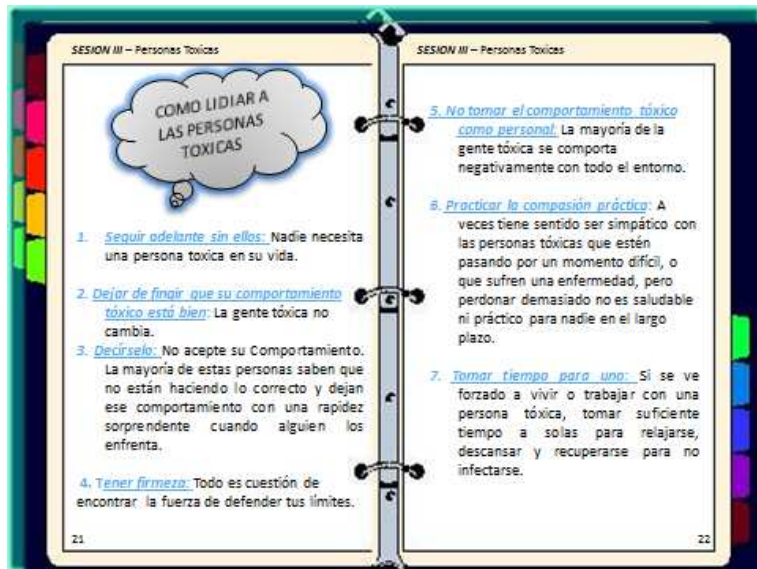 SESION III – Personas Toxicas
COMO LIDIAR A
LAS PERSONAS
TOXICAS
1. Seguir adelante sin ellos: Nadie necesita
una persona toxica en su vida.
2. Dejar de fingir que su comportamiento
tóxico está bien: La gente tóxica no
cambia.
3. Decírselo: No acepte su Comportamiento.
La mayoría de estas personas saben que
no están haciendo lo correcto y dejan
ese comportamiento con una rapidez
sorprendente cuando alguien los
enfrenta.
4. Tener firmeza: Todo es cuestión de
encontrar la fuerza de defender tus límites.
21
SESION III – Personas Toxicas
5. No tomar el comportamiento tóxico
como personal: La mayoría de la
gente tóxica se comporta
negativamente con todo el entorno.
6. Practicar la compasión práctica: A
veces tiene sentido ser simpático con
las personas tóxicas que estén
pasando por un momento difícil, o
que sufren una enfermedad, pero
perdonar demasiado no es saludable
ni práctico para nadie en el largo
plazo.
7. Tomar tiempo para uno: Si se ve
forzado a vivir o trabajar con una
persona tóxica, tomar suficiente
tiempo a solas para relajarse,
descansar y recuperarse para no
infectarse.
22